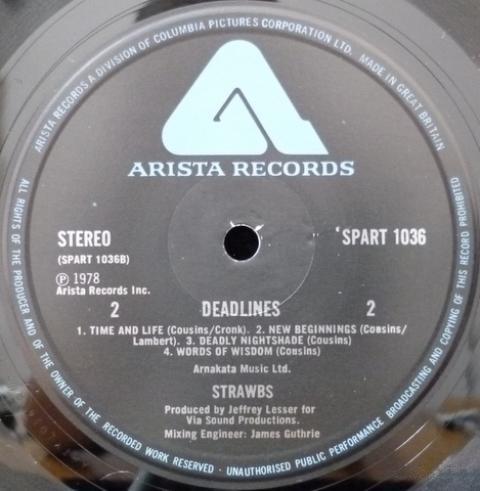 ARISTA RECORDS A DIVISION OF COLUMBIA PICTURES CORPORATION LTD. MADE IN GREAT BRITAIN
ARISTA RECORDS
STEREO
SPART 1036
(SPART 1036B)
℗ 1978
Arista Records Inc.
2 DEADLINES 2
1. TIME AND LIFE (Cousins/Cronk). 2. NEW BEGINNINGS (Cousins/
Lambert). 3. DEADLY NIGHTSHADE (Cousins)
4. WORDS OF WISDOM (Cousins)
Arnakata Music Ltd.
STRAWBS
Produced by Jeffrey Lesser for
Via Sound Productions.
Mixing Engineer: James Guthrie
ALL RIGHTS OF THE PRODUCER AND OF THE OWNER OF THE RECORDED WORK RESERVED · UNAUTHORISED PUBLIC PERFORMANCE BROADCASTING AND COPYING OF THIS RECORD PROHIBITED